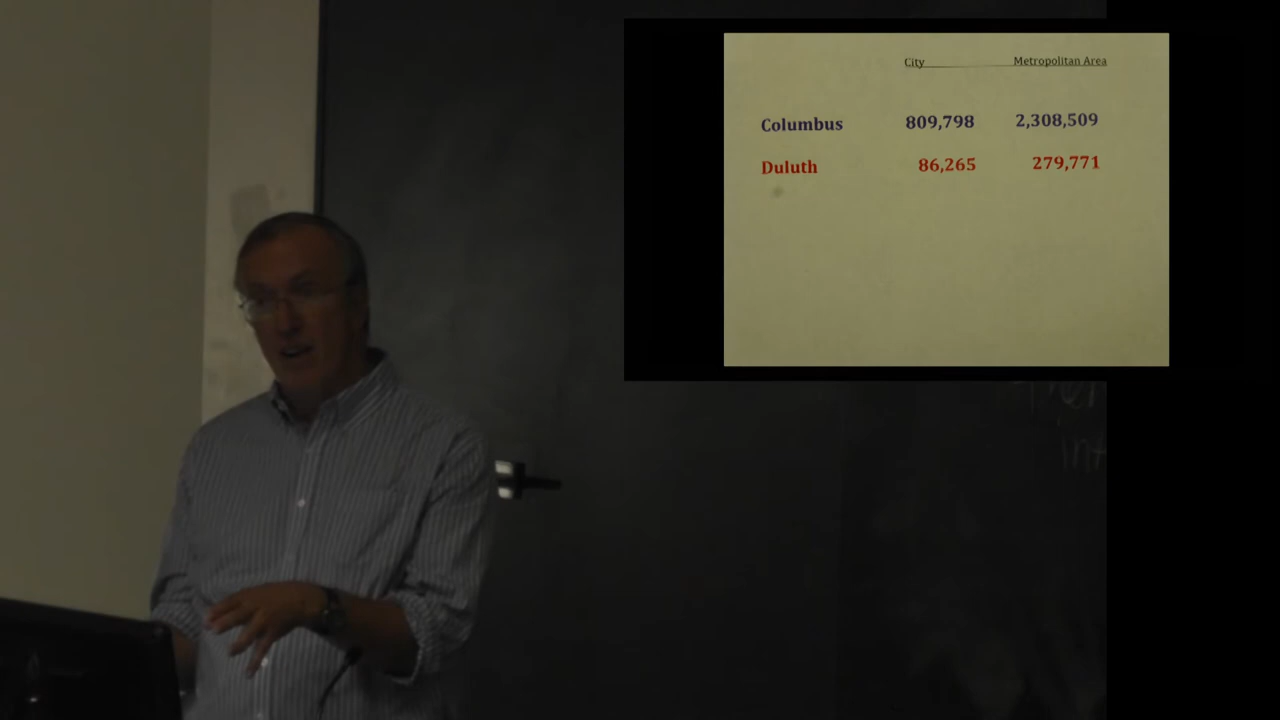 City Metropolitan Area
Columbus 809,798 2,308,509
Duluth 86,265 279,771